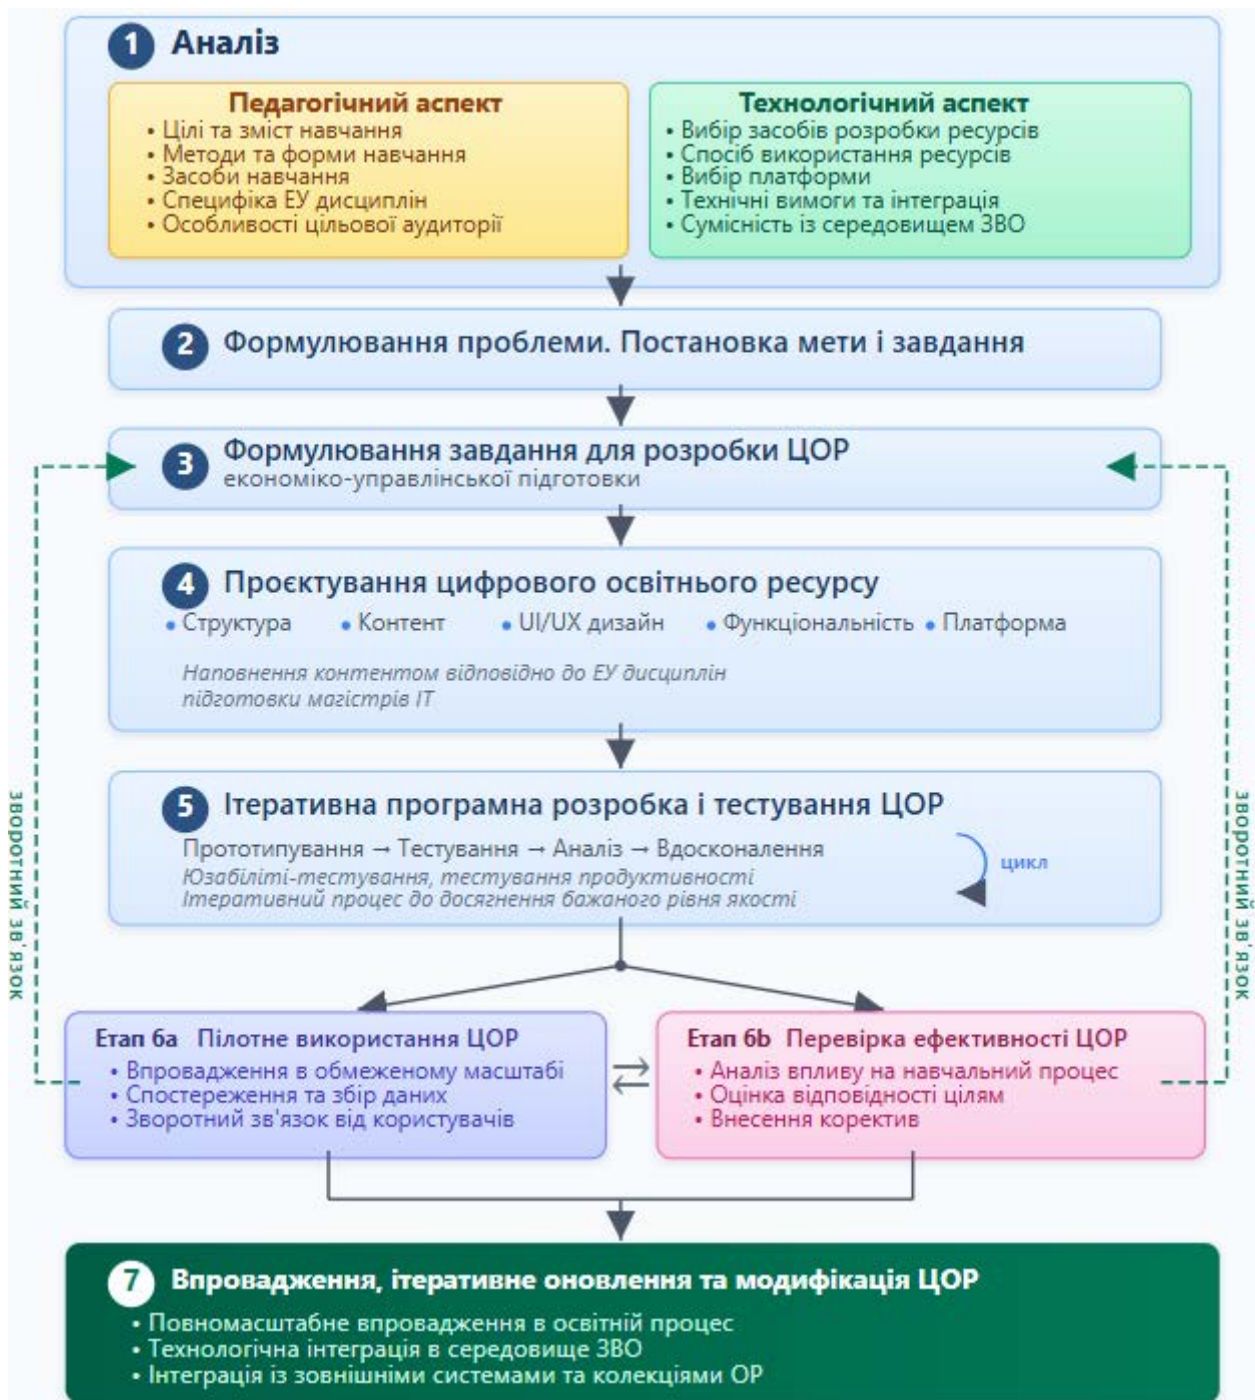 1 Аналіз
Педагогічний аспект
• Цілі та зміст навчання
• Методи та форми навчання
• Засоби навчання
• Специфіка ЕУ дисциплін
• Особливості цільової аудиторії
Технологічний аспект
• Вибір засобів розробки ресурсів
• Спосіб використання ресурсів
• Вибір платформи
• Технічні вимоги та інтеграція
• Сумісність із середовищем ЗВО
2 Формулювання проблеми. Постановка мети і завдання
3 Формулювання завдання для розробки ЦОР
економіко-управлінської підготовки
4 Проєктування цифрового освітнього ресурсу
• Структура • Контент • UI/UX дизайн • Функціональність • Платформа
Наповнення контентом відповідно до ЕУ дисциплін
підготовки магістрів ІТ
5 Ітеративна програмна розробка і тестування ЦОР
Прототипування → Тестування → Аналіз → Вдосконалення
Юзабіліті-тестування, тестування продуктивності
Ітеративний процес до досягнення бажаного рівня якості
цикл
зворотний зв'язок
зворотний зв'язок
Етап 6а Пілотне використання ЦОР
• Впровадження в обмеженому масштабі
• Спостереження та збір даних
• Зворотний зв'язок від користувачів
Етап 6b Перевірка ефективності ЦОР
• Аналіз впливу на навчальний процес
• Оцінка відповідності цілям
• Внесення коректив
7 Впровадження, ітеративне оновлення та модифікація ЦОР
• Повномасштабне впровадження в освітній процес
• Технологічна інтеграція в середовище ЗВО
• Інтеграція із зовнішніми системами та колекціями ОР